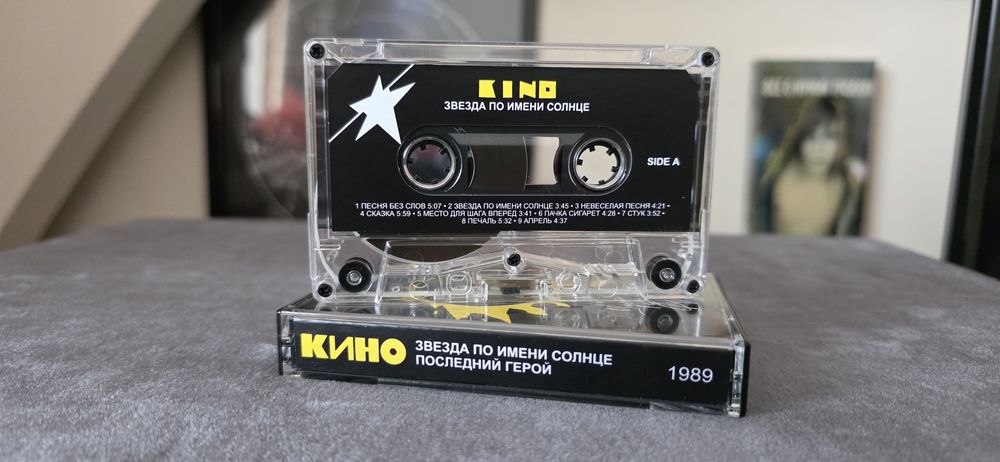 KINO
ЗВЕЗДА ПО ИМЕНИ СОЛНЦЕ
SIDE A
1 ПЕСНЯ БЕЗ СЛОВ 5:07 • 2 ЗВЕЗДА ПО ИМЕНИ СОЛНЦЕ 3:45 • 3 НЕВЕСЕЛАЯ ПЕСНЯ 4:21 •
4 СКАЗКА 5:59 • 5 МЕСТО ДЛЯ ШАГА ВПЕРЕД 3:41 • 6 ПАЧКА СИГАРЕТ 4:28 • 7 СТУК 3:52 •
8 ПЕЧАЛЬ 5:32 • 9 АПРЕЛЬ 4:37
КИНО
ЗВЕЗДА ПО ИМЕНИ СОЛНЦЕ
ПОСЛЕДНИЙ ГЕРОЙ
1989